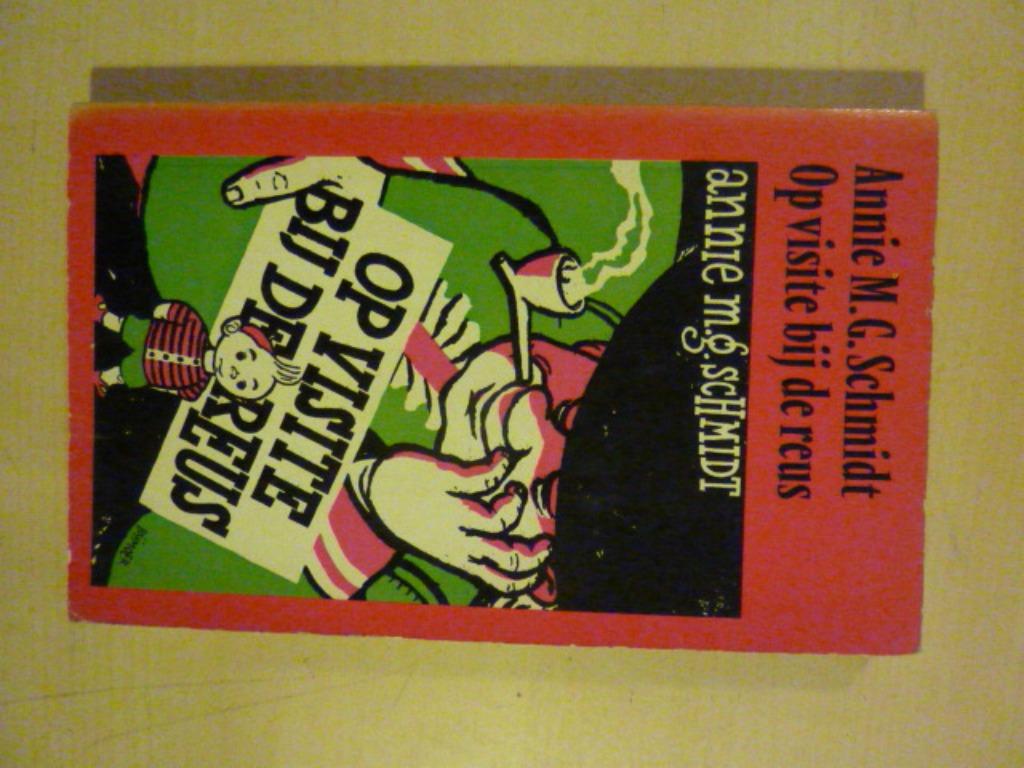 Annie M.G. Schmidt
Op visite bij de reus
annie m.g. scHMIDT
OP VISITE
BIJ DE REUS